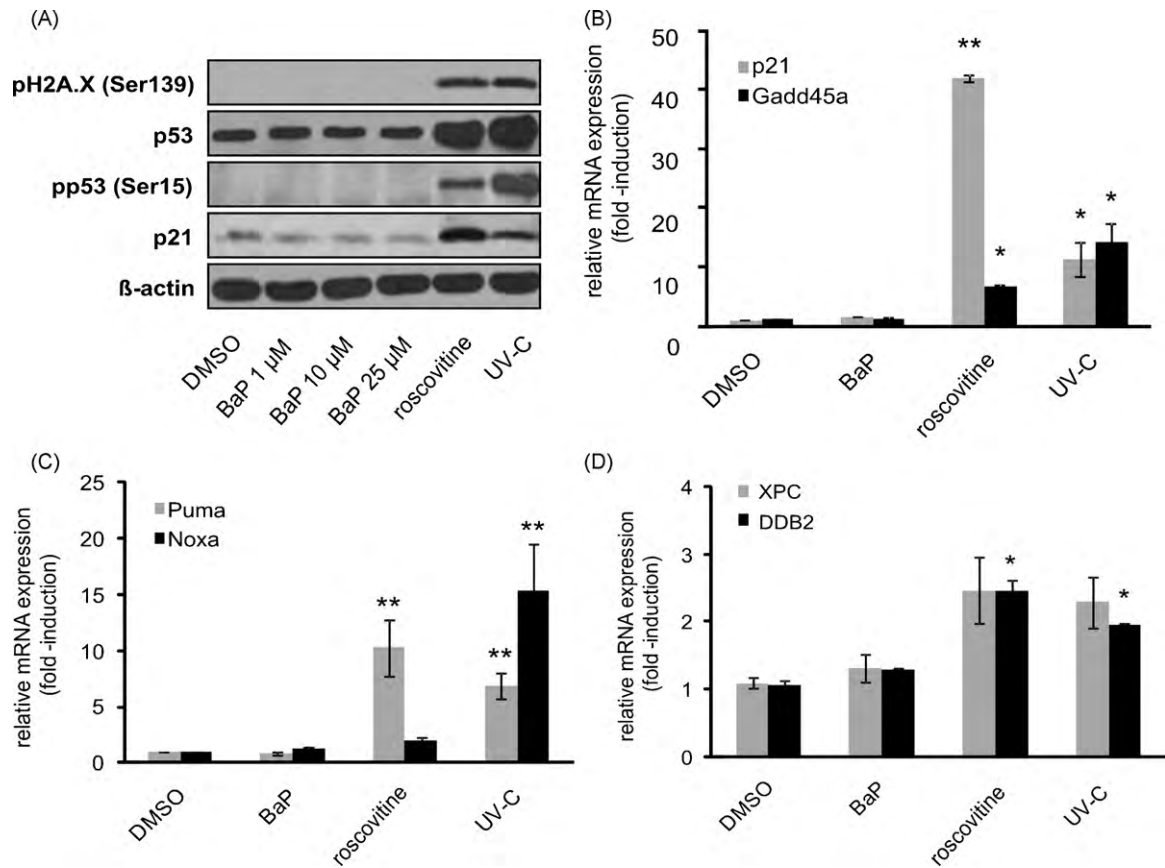 (A)
pH2A.X (Ser139)
p53
pp53 (Ser15)
p21
ß-actin
DMSO
BaP 1 µM
BaP 10 µM
BaP 25 µM
roscovitine
UV-C
(B)
relative mRNA expression
(fold -induction)
50
40
30
20
10
0
p21
Gadd45a
**
*
*
*
DMSO
BaP
roscovitine
UV-C
(C)
relative mRNA expression
(fold -induction)
25
20
15
10
5
0
Puma
Noxa
**
**
**
DMSO
BaP
roscovitine
UV-C
(D)
relative mRNA expression
(fold -induction)
4
3
2
1
0
XPC
DDB2
*
*
DMSO
BaP
roscovitine
UV-C